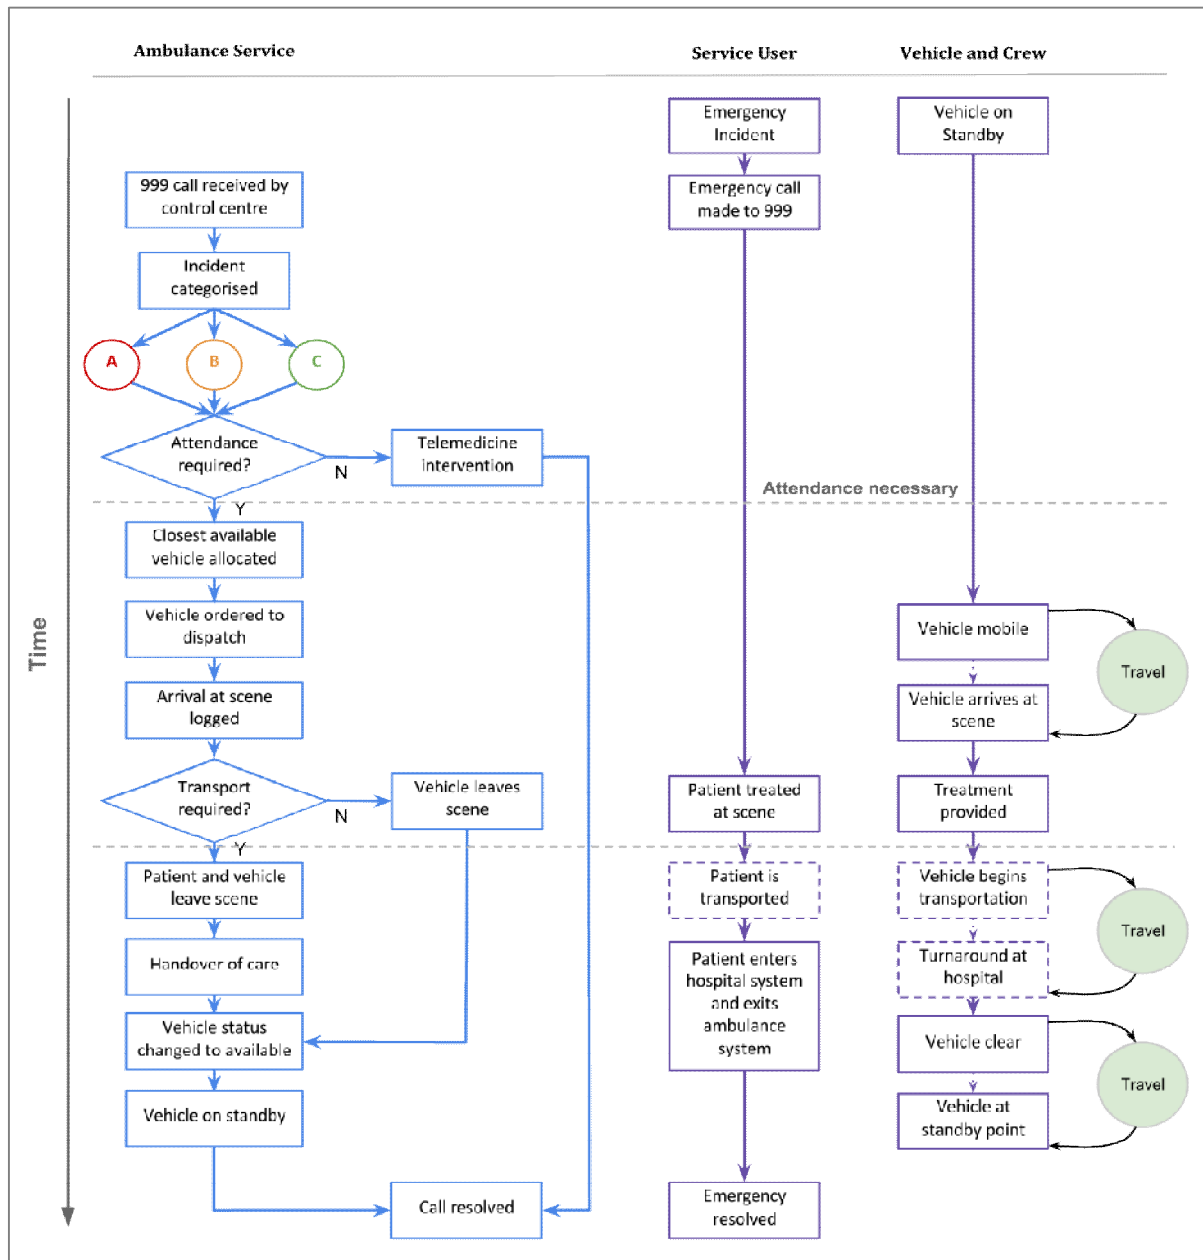 Ambulance Service
Service User
Vehicle and Crew
Time
999 call received by
control centre
Incident
categorised
A
B
C
Attendance
required?
N
Telemedicine
intervention
Y
Closest available
vehicle allocated
Vehicle ordered to
dispatch
Arrival at scene
logged
Transport
required?
N
Vehicle leaves
scene
Y
Patient and vehicle
leave scene
Handover of care
Vehicle status
changed to available
Vehicle on standby
Call resolved
Emergency
Incident
Emergency call
made to 999
Attendance necessary
Patient treated
at scene
Patient is
transported
Patient enters
hospital system
and exits
ambulance
system
Emergency
resolved
Vehicle on
Standby
Vehicle mobile
Travel
Vehicle arrives at
scene
Treatment
provided
Vehicle begins
transportation
Travel
Turnaround at
hospital
Vehicle clear
Travel
Vehicle at
standby point